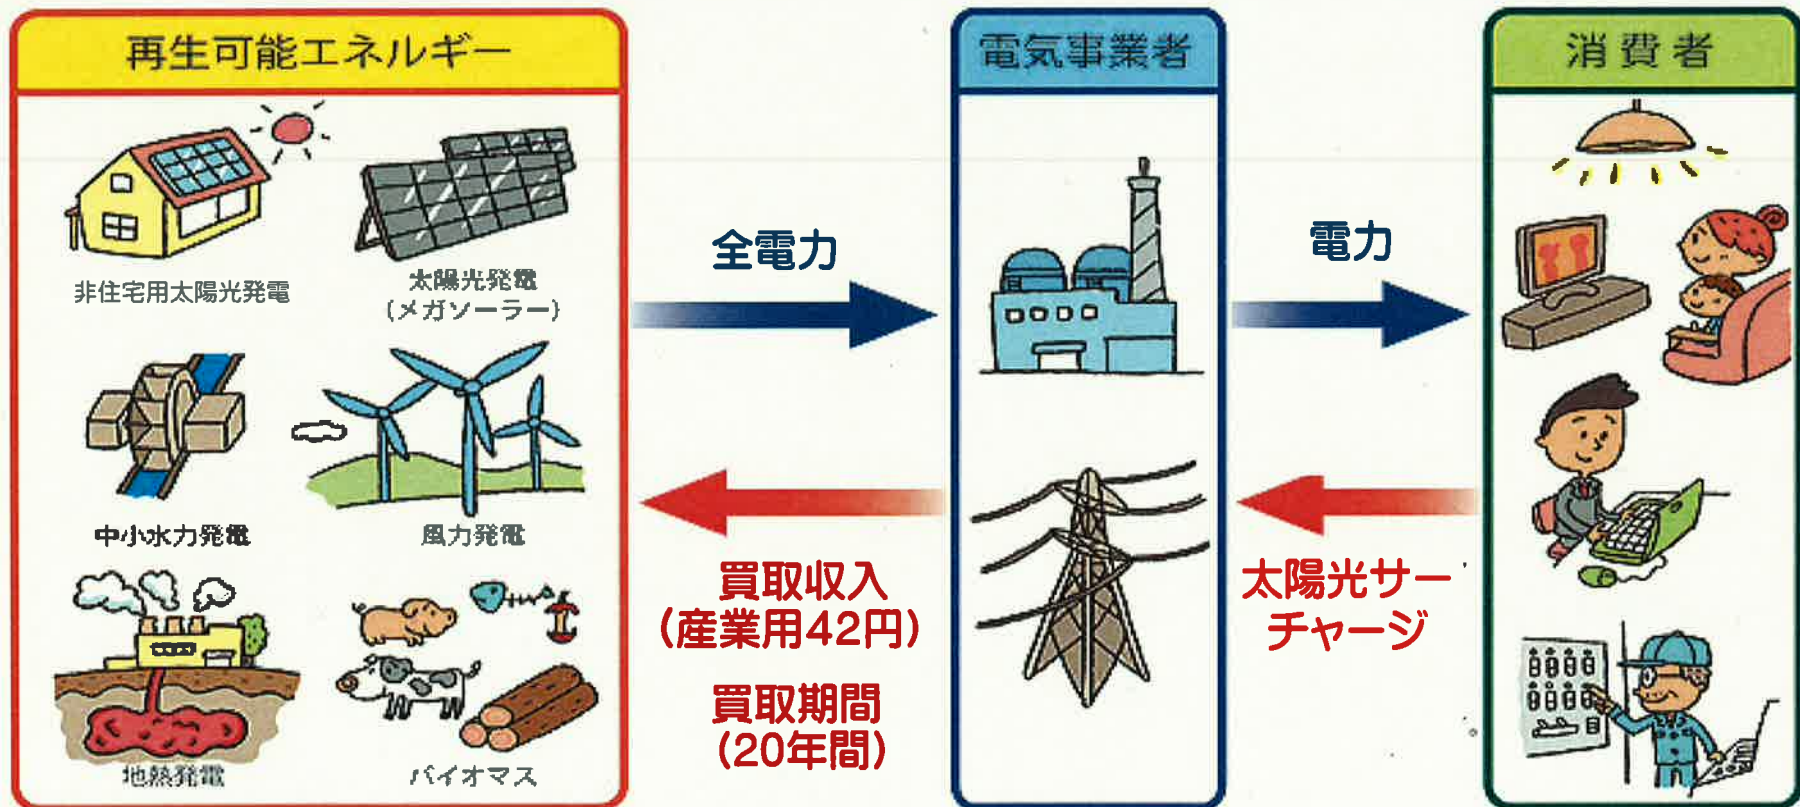 再生可能エネルギー
電気事業者
消費者
非住宅用太陽光発電
太陽光発電
(メガソーラー)
中小水力発電
風力発電
地熱発電
バイオマス
全電力
買取収入
(産業用42円)
買取期間
(20年間)
電力
太陽光サー
チャージ